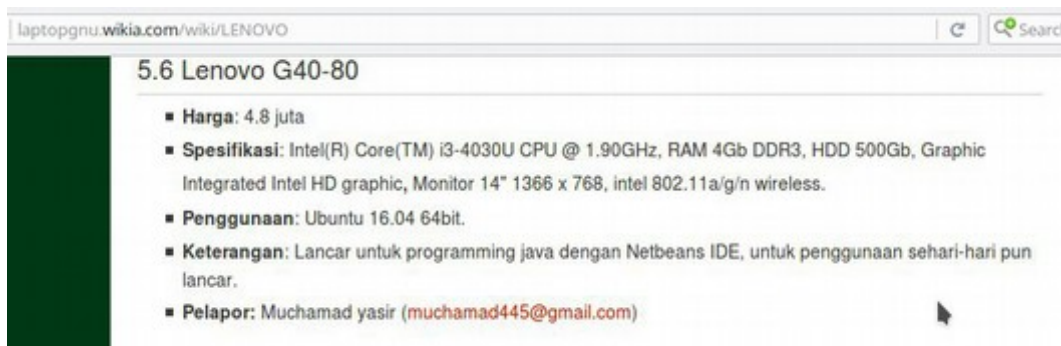 laptopgnu.wikia.com/wiki/LENOVO
Search
5.6 Lenovo G40-80
Harga: 4.8 juta
Spesifikasi: Intel(R) Core(TM) i3-4030U CPU @ 1.90GHz, RAM 4Gb DDR3, HDD 500Gb, Graphic
Integrated Intel HD graphic, Monitor 14" 1366 x 768, intel 802.11a/g/n wireless.
Penggunaan: Ubuntu 16.04 64bit.
Keterangan: Lancar untuk programming java dengan Netbeans IDE, untuk penggunaan sehari-hari pun
lancar.
Pelapor: Muchamad yasir (muchamad445@gmail.com)